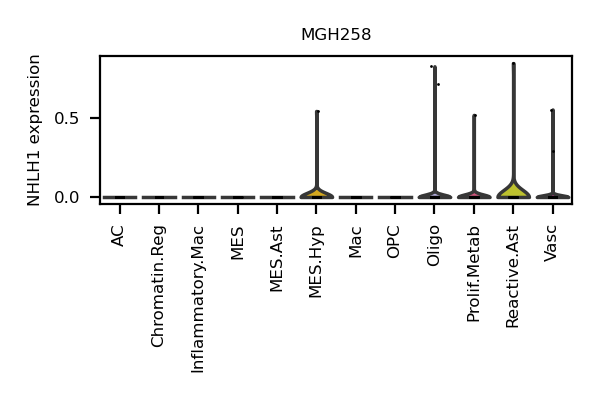 MGH258
NHLH1 expression
0.5
0.0
AC
Chromatin.Reg
Inflammatory.Mac
MES
MES.Ast
MES.Hyp
Mac
OPC
Oligo
Prolif.Metab
Reactive.Ast
Vasc